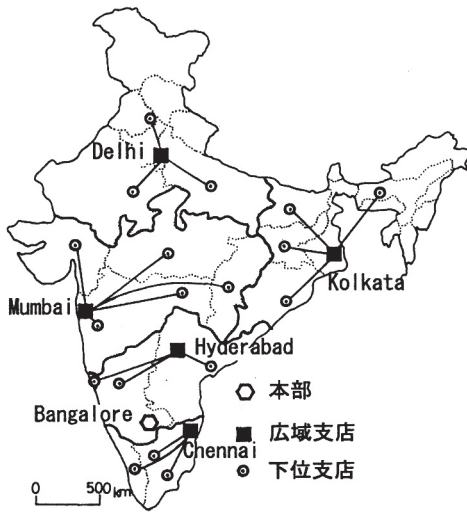 Delhi
Kolkata
Mumbai
Hyderabad
Bangalore
Chennai
本部
広域支店
下位支店
0 500km